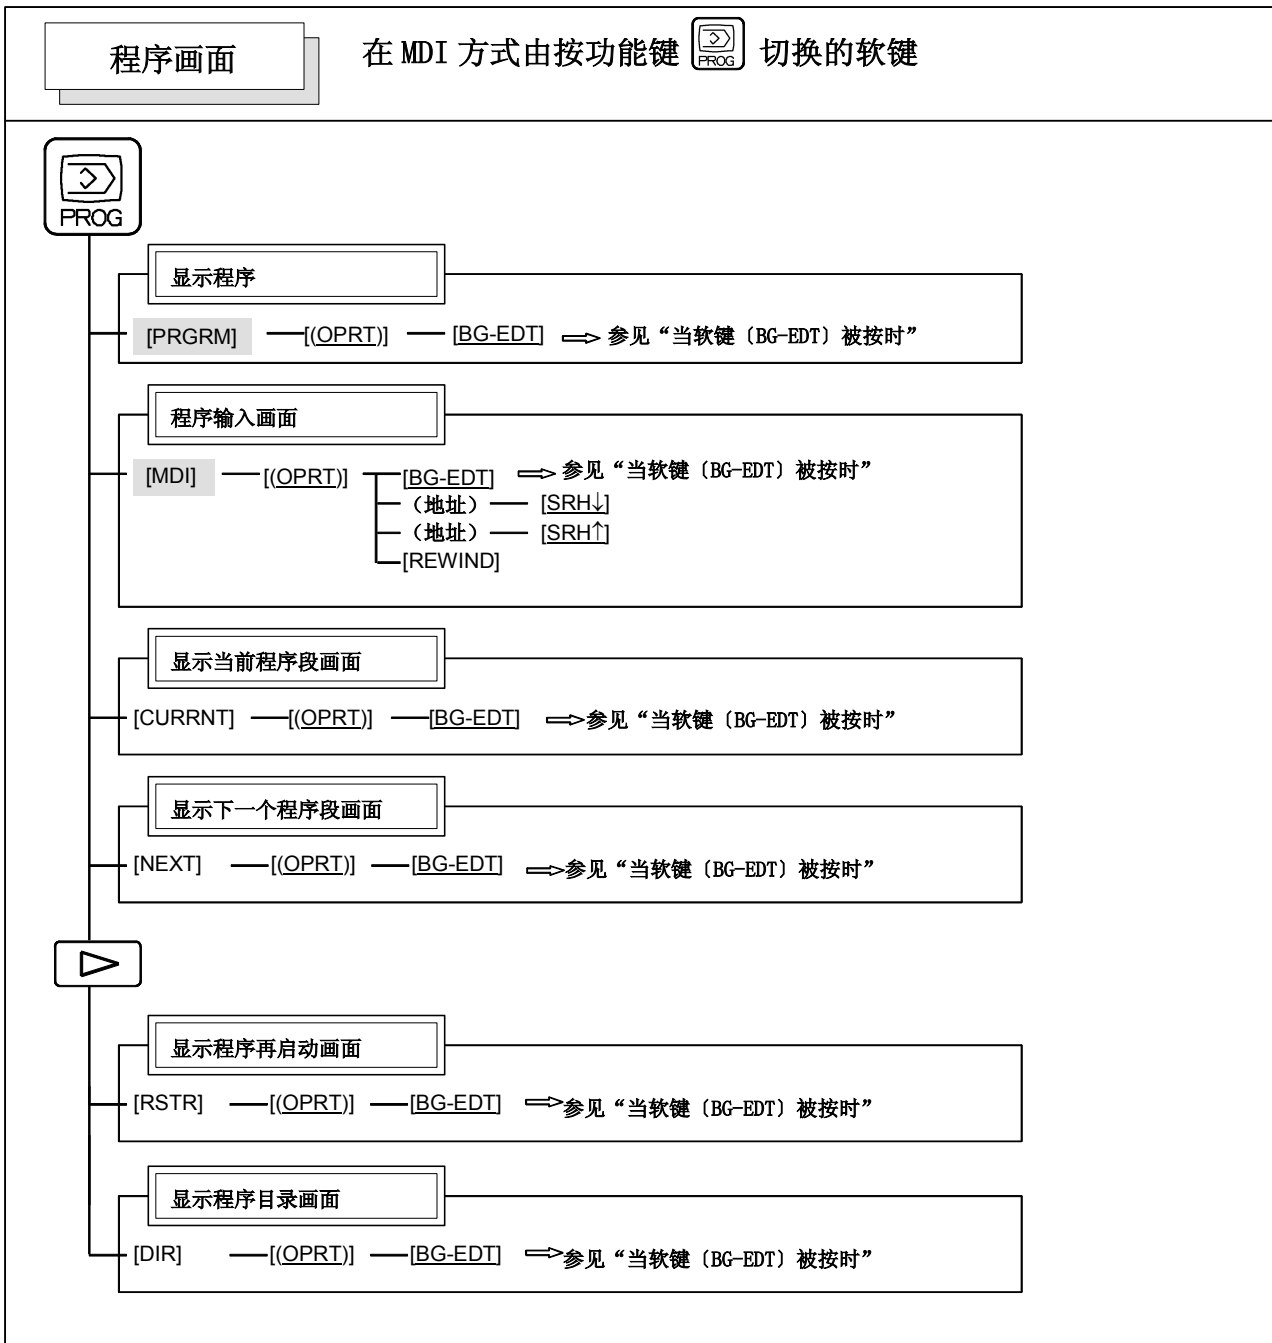 程序画面
在 MDI 方式由按功能键 PROG 切换的软键
PROG
显示程序
[PRGRM] [(OPRT)] [BG-EDT] 参见“当软键〔BG-EDT〕被按时”
程序输入画面
[MDI] [(OPRT)] [BG-EDT] 参见“当软键〔BG-EDT〕被按时”
（地址） [SRH↓]
（地址） [SRH↑]
[REWIND]
显示当前程序段画面
[CURRNT] [(OPRT)] [BG-EDT] 参见“当软键〔BG-EDT〕被按时”
显示下一个程序段画面
[NEXT] [(OPRT)] [BG-EDT] 参见“当软键〔BG-EDT〕被按时”
显示程序再启动画面
[RSTR] [(OPRT)] [BG-EDT] 参见“当软键〔BG-EDT〕被按时”
显示程序目录画面
[DIR] [(OPRT)] [BG-EDT] 参见“当软键〔BG-EDT〕被按时”